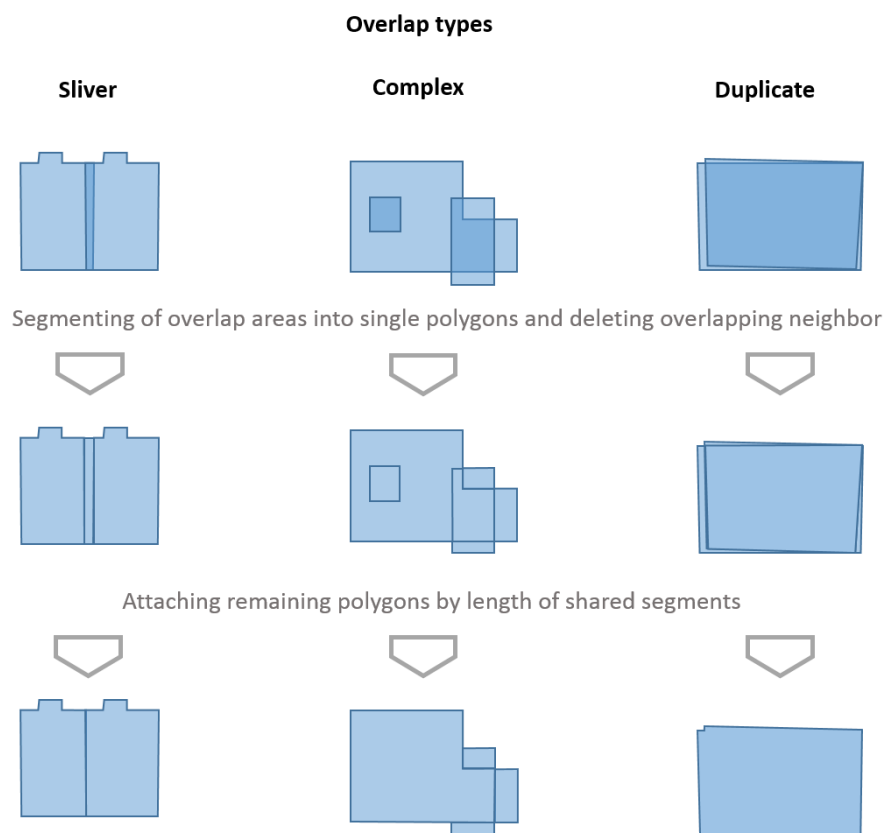 Overlap types
Sliver
Complex
Duplicate
Segmenting of overlap areas into single polygons and deleting overlapping neighbor
Attaching remaining polygons by length of shared segments